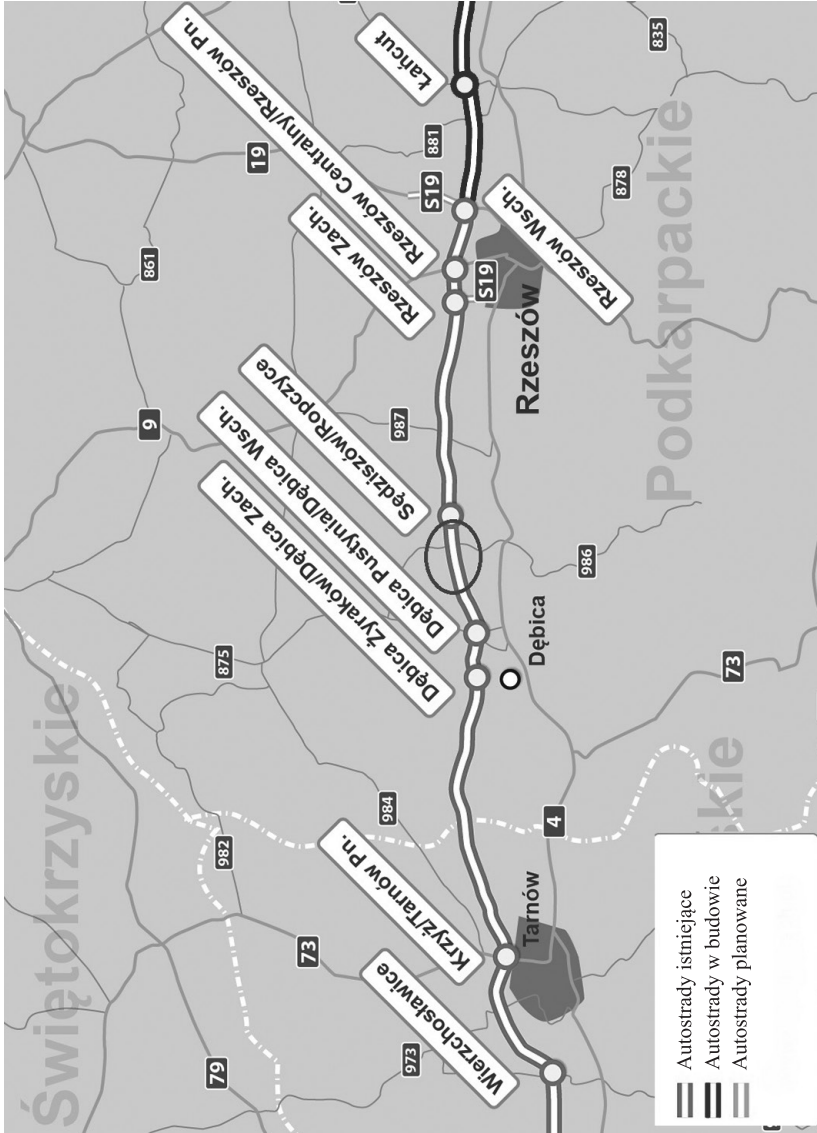 Świętokrzyskie
79
73
982
875
9
861
19
973
984
987
881
835
Wierzchosławice
Krzyż/Tarnów Pn.
Dębica Żyraków/Dębica Zach.
Dębica Pustynia/Dębica Wsch.
Sędziszów/Ropczyce
Rzeszów Zach.
Rzeszów Centralny/Rzeszów Pn.
Łańcut
S19
S19
Rzeszów Wsch.
Tarnów
4
Dębica
Rzeszów
986
878
73
skie
Podkarpackie
Autostrady istniejące
Autostrady w budowie
Autostrady planowane